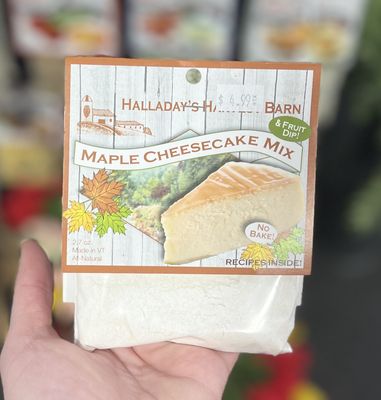 HALLADAY'S H BARN
$ 4.99
& FRUIT
DIP!
MAPLE CHEESECAKE MIX
NO
BAKE!
2.7 oz.
Made in VT
All-Natural
RECIPES INSIDE!